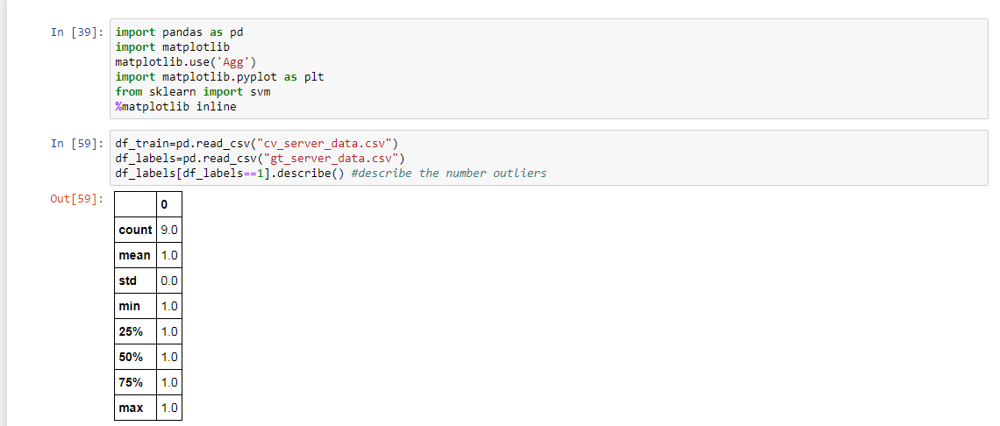 In [39]: import pandas as pd
import matplotlib
matplotlib.use('Agg')
import matplotlib.pyplot as plt
from sklearn import svm
%matplotlib inline
In [59]: df_train=pd.read_csv("cv_server_data.csv")
df_labels=pd.read_csv("gt_server_data.csv")
df_labels[df_labels==1].describe() #describe the number outliers
Out[59]:
0
count 9.0
mean 1.0
std 0.0
min 1.0
25% 1.0
50% 1.0
75% 1.0
max 1.0